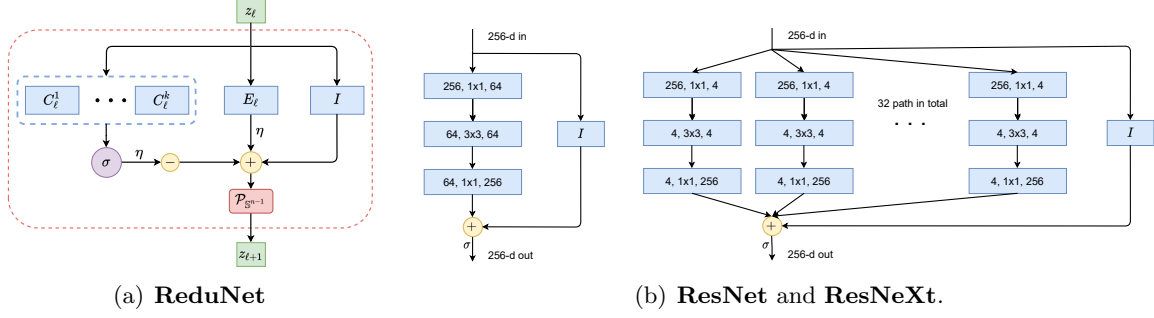 z_ℓ
C_ℓ^1 • • • C_ℓ^k E_ℓ I
η
σ η − +
P_{S^{n−1}}
z_{ℓ+1}
(a) ReduNet
256-d in
256, 1x1, 64
64, 3x3, 64 I
64, 1x1, 256
+
σ
256-d out
256-d in
256, 1x1, 4 256, 1x1, 4 256, 1x1, 4
32 path in total
. . .
4, 3x3, 4 4, 3x3, 4 4, 3x3, 4 I
4, 1x1, 256 4, 1x1, 256 4, 1x1, 256
+
σ
256-d out
(b) ResNet and ResNeXt.